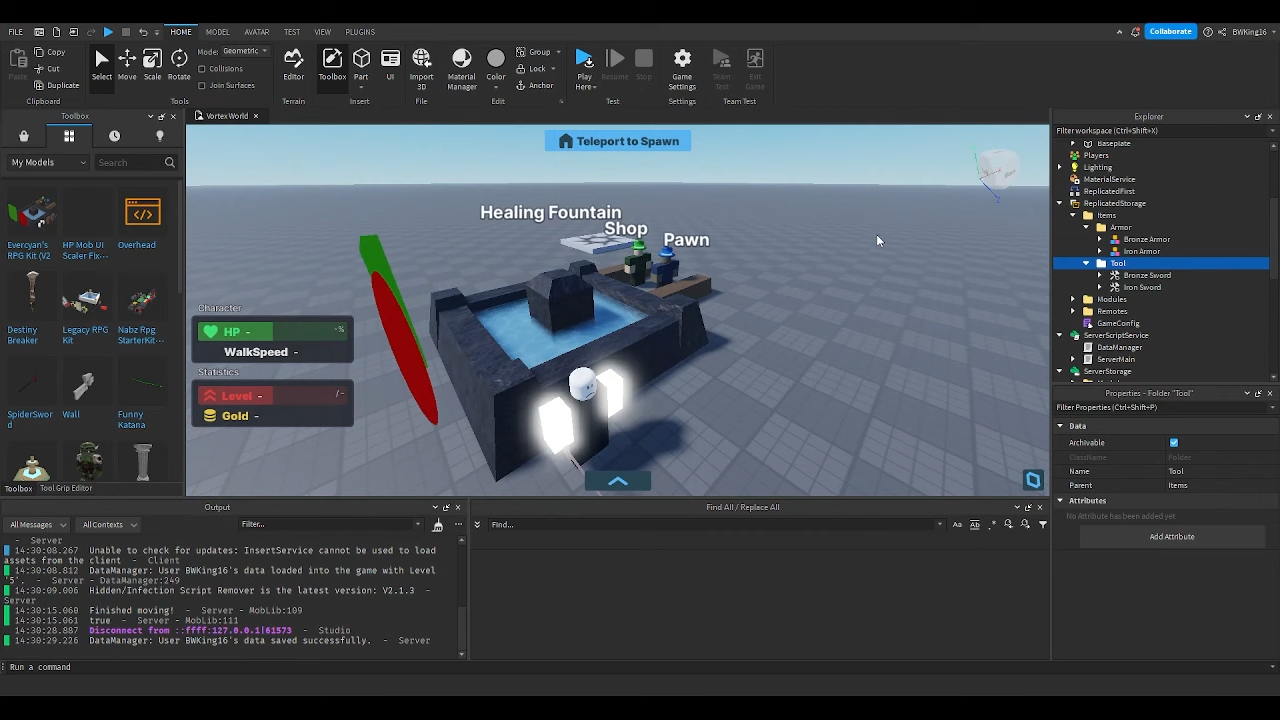 FILE HOME MODEL AVATAR TEST VIEW PLUGINS Collaborate BWKing16
Copy Mode: Geometric Group
Paste Cut Select Move Scale Rotate Collisions Editor Toolbox Part UI Import 3D Material Manager Color Lock Play Here Resume Stop Game Settings Team Test Exit Game
Duplicate Join Surfaces Anchor
Clipboard Tools Terrain Insert File Edit Test Settings Team Test
Toolbox
VortexWorld
My Models
Search
Evercyan's RPG Kit (V2
HP Mob UI Scaler Fix-...
Overhead
Destiny Breaker
Legacy RPG Kit
Nabz Rpg StarterKit-...
SpiderSword
Wall
Funny Katana
Toolbox Tool Grip Editor
Teleport to Spawn
Healing Fountain
Shop
Pawn
Character
HP - -%
WalkSpeed -
Statistics
Level - /-
Gold -
Explorer
Filter workspace (Ctrl+Shift+X)
Baseplate
Players
Lighting
MaterialService
ReplicatedFirst
ReplicatedStorage
Items
Armor
Bronze Armor
Iron Armor
Tool
Bronze Sword
Iron Sword
Modules
Remotes
GameConfig
ServerScriptService
DataManager
ServerMain
ServerStorage
Properties - Folder "Tool"
Filter Properties (Ctrl+Shift+P)
Data
Archivable
ClassName Folder
Name Tool
Parent Items
Attributes
No Attribute has been added yet
Add Attribute
Output
All Messages All Contexts Filter...
- Server
14:30:08.267 Unable to check for updates: InsertService cannot be used to load
assets from the client - Client
14:30:08.812 DataManager: User BWKing16's data loaded into the game with Level
'5'. - Server - DataManager:249
14:30:09.006 Hidden/Infection Script Remover is the latest version: V2.1.3 -
Server
14:30:15.060 Finished moving! - Server - MobLib:109
14:30:15.061 true - Server - MobLib:111
14:30:28.887 Disconnect from ::ffff:127.0.0.1|61573 - Studio
14:30:29.226 DataManager: User BWKing16's data saved successfully. - Server
Find All / Replace All
Find...
Aa Ab .*
Run a command